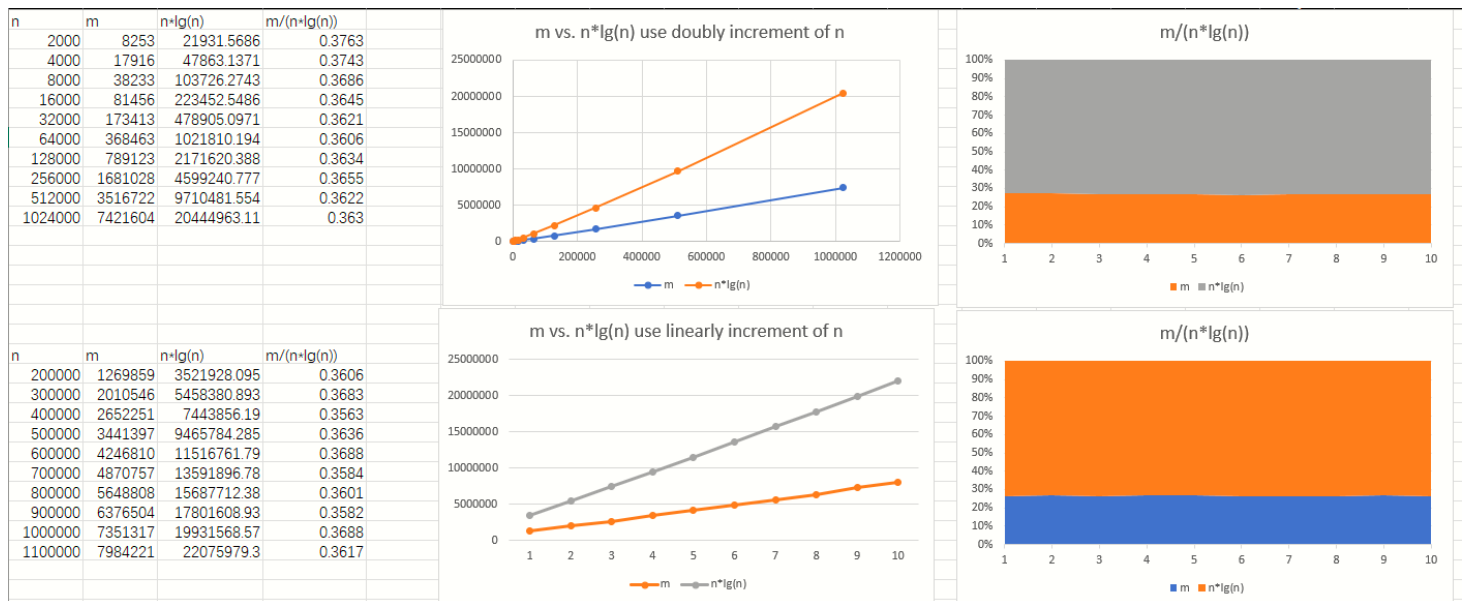 n m n*lg(n) m/(n*lg(n))
2000 8253 21931.5686 0.3763
4000 17916 47863.1371 0.3743
8000 38233 103726.2743 0.3686
16000 81456 223452.5486 0.3645
32000 173413 478905.0971 0.3621
64000 368463 1021810.194 0.3606
128000 789123 2171620.388 0.3634
256000 1681028 4599240.777 0.3655
512000 3516722 9710481.554 0.3622
1024000 7421604 20444963.11 0.363
m vs. n*lg(n) use doubly increment of n
25000000
20000000
15000000
10000000
5000000
0
0 200000 400000 600000 800000 1000000 1200000
m n*lg(n)
m/(n*lg(n))
100%
90%
80%
70%
60%
50%
40%
30%
20%
10%
0%
1 2 3 4 5 6 7 8 9 10
m n*lg(n)
n m n*lg(n) m/(n*lg(n))
200000 1269859 3521928.095 0.3606
300000 2010546 5458380.893 0.3683
400000 2652251 7443856.19 0.3563
500000 3441397 9465784.285 0.3636
600000 4246810 11516761.79 0.3688
700000 4870757 13591896.78 0.3584
800000 5648808 15687712.38 0.3601
900000 6376504 17801608.93 0.3582
1000000 7351317 19931568.57 0.3688
1100000 7984221 22075979.3 0.3617
m vs. n*lg(n) use linearly increment of n
25000000
20000000
15000000
10000000
5000000
0
1 2 3 4 5 6 7 8 9 10
m n*lg(n)
m/(n*lg(n))
100%
90%
80%
70%
60%
50%
40%
30%
20%
10%
0%
1 2 3 4 5 6 7 8 9 10
m n*lg(n)